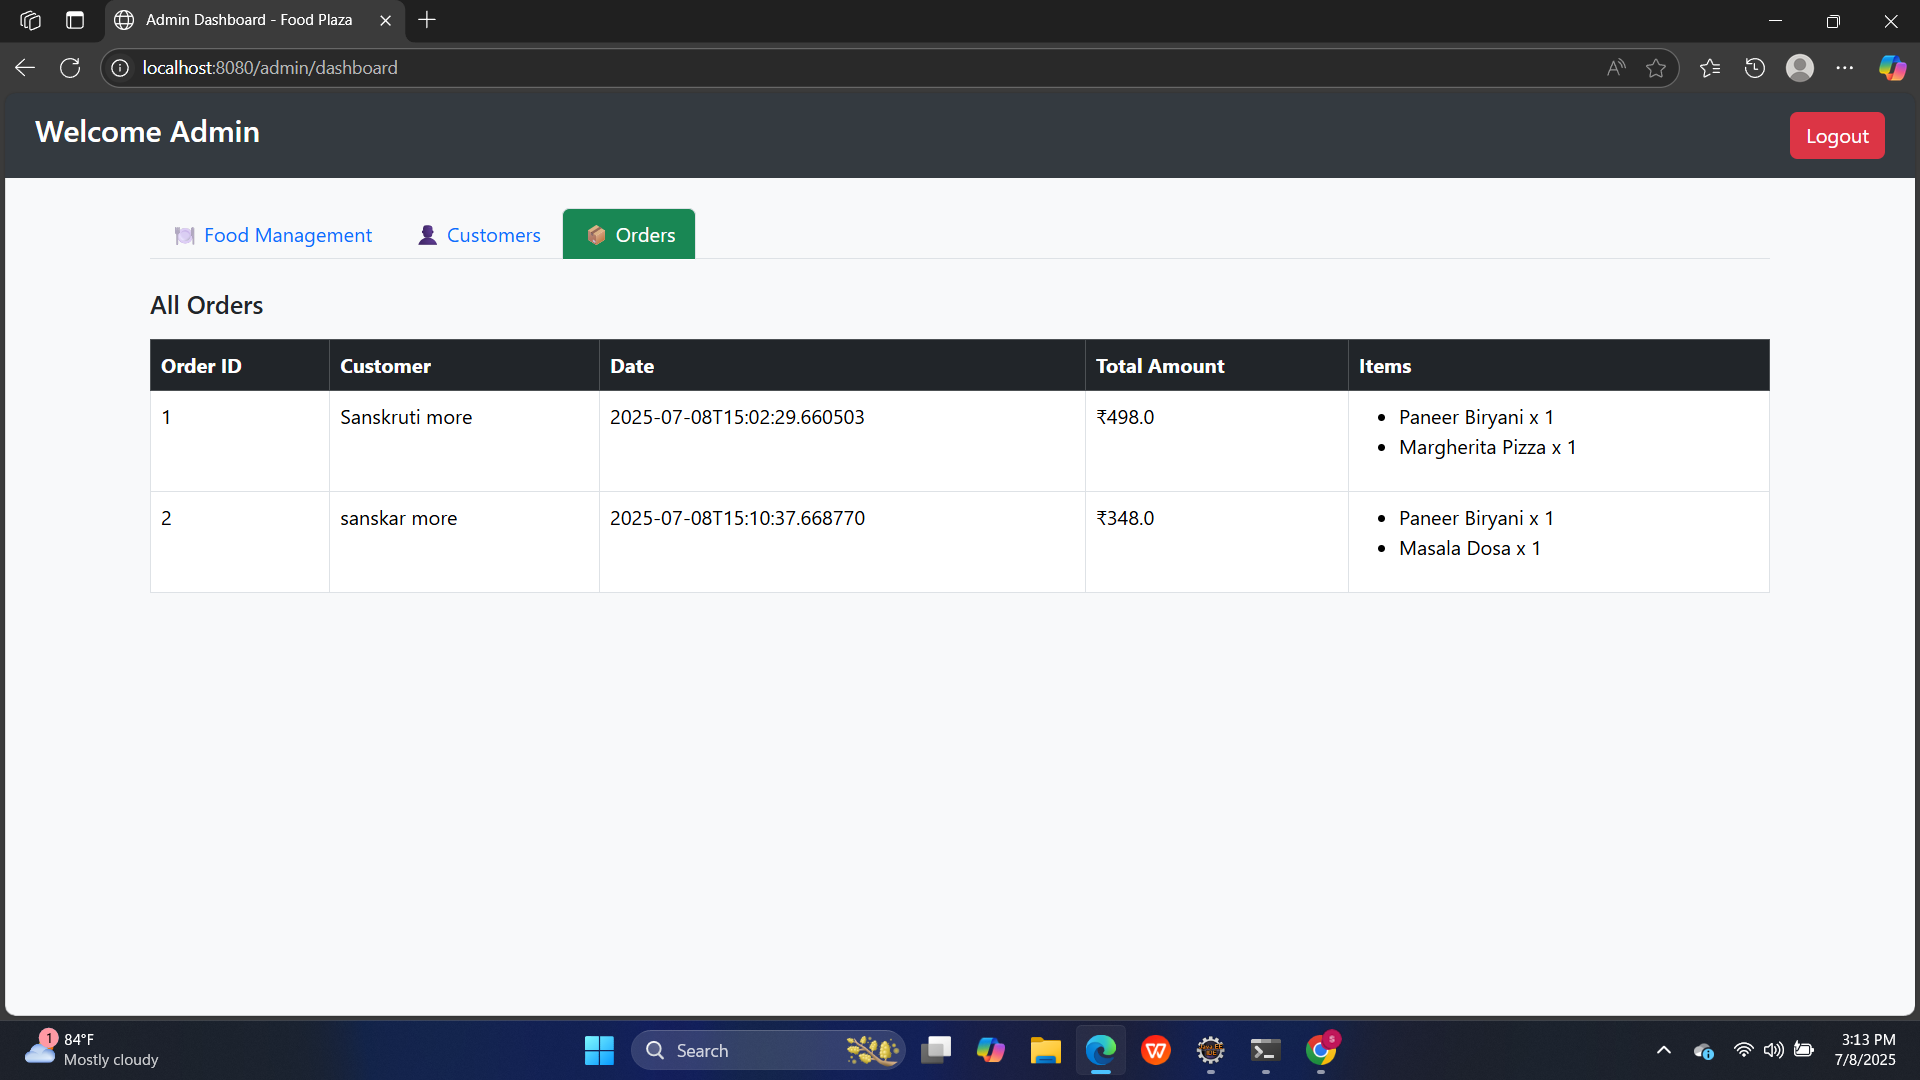 Admin Dashboard - Food Plaza
localhost:8080/admin/dashboard
Welcome Admin
Logout
Food Management
Customers
Orders
All Orders
Order ID Customer Date Total Amount Items
1 Sanskruti more 2025-07-08T15:02:29.660503 ₹498.0
• Paneer Biryani x 1
• Margherita Pizza x 1
2 sanskar more 2025-07-08T15:10:37.668770 ₹348.0
• Paneer Biryani x 1
• Masala Dosa x 1
1
84°F
Mostly cloudy
Search
3:13 PM
7/8/2025